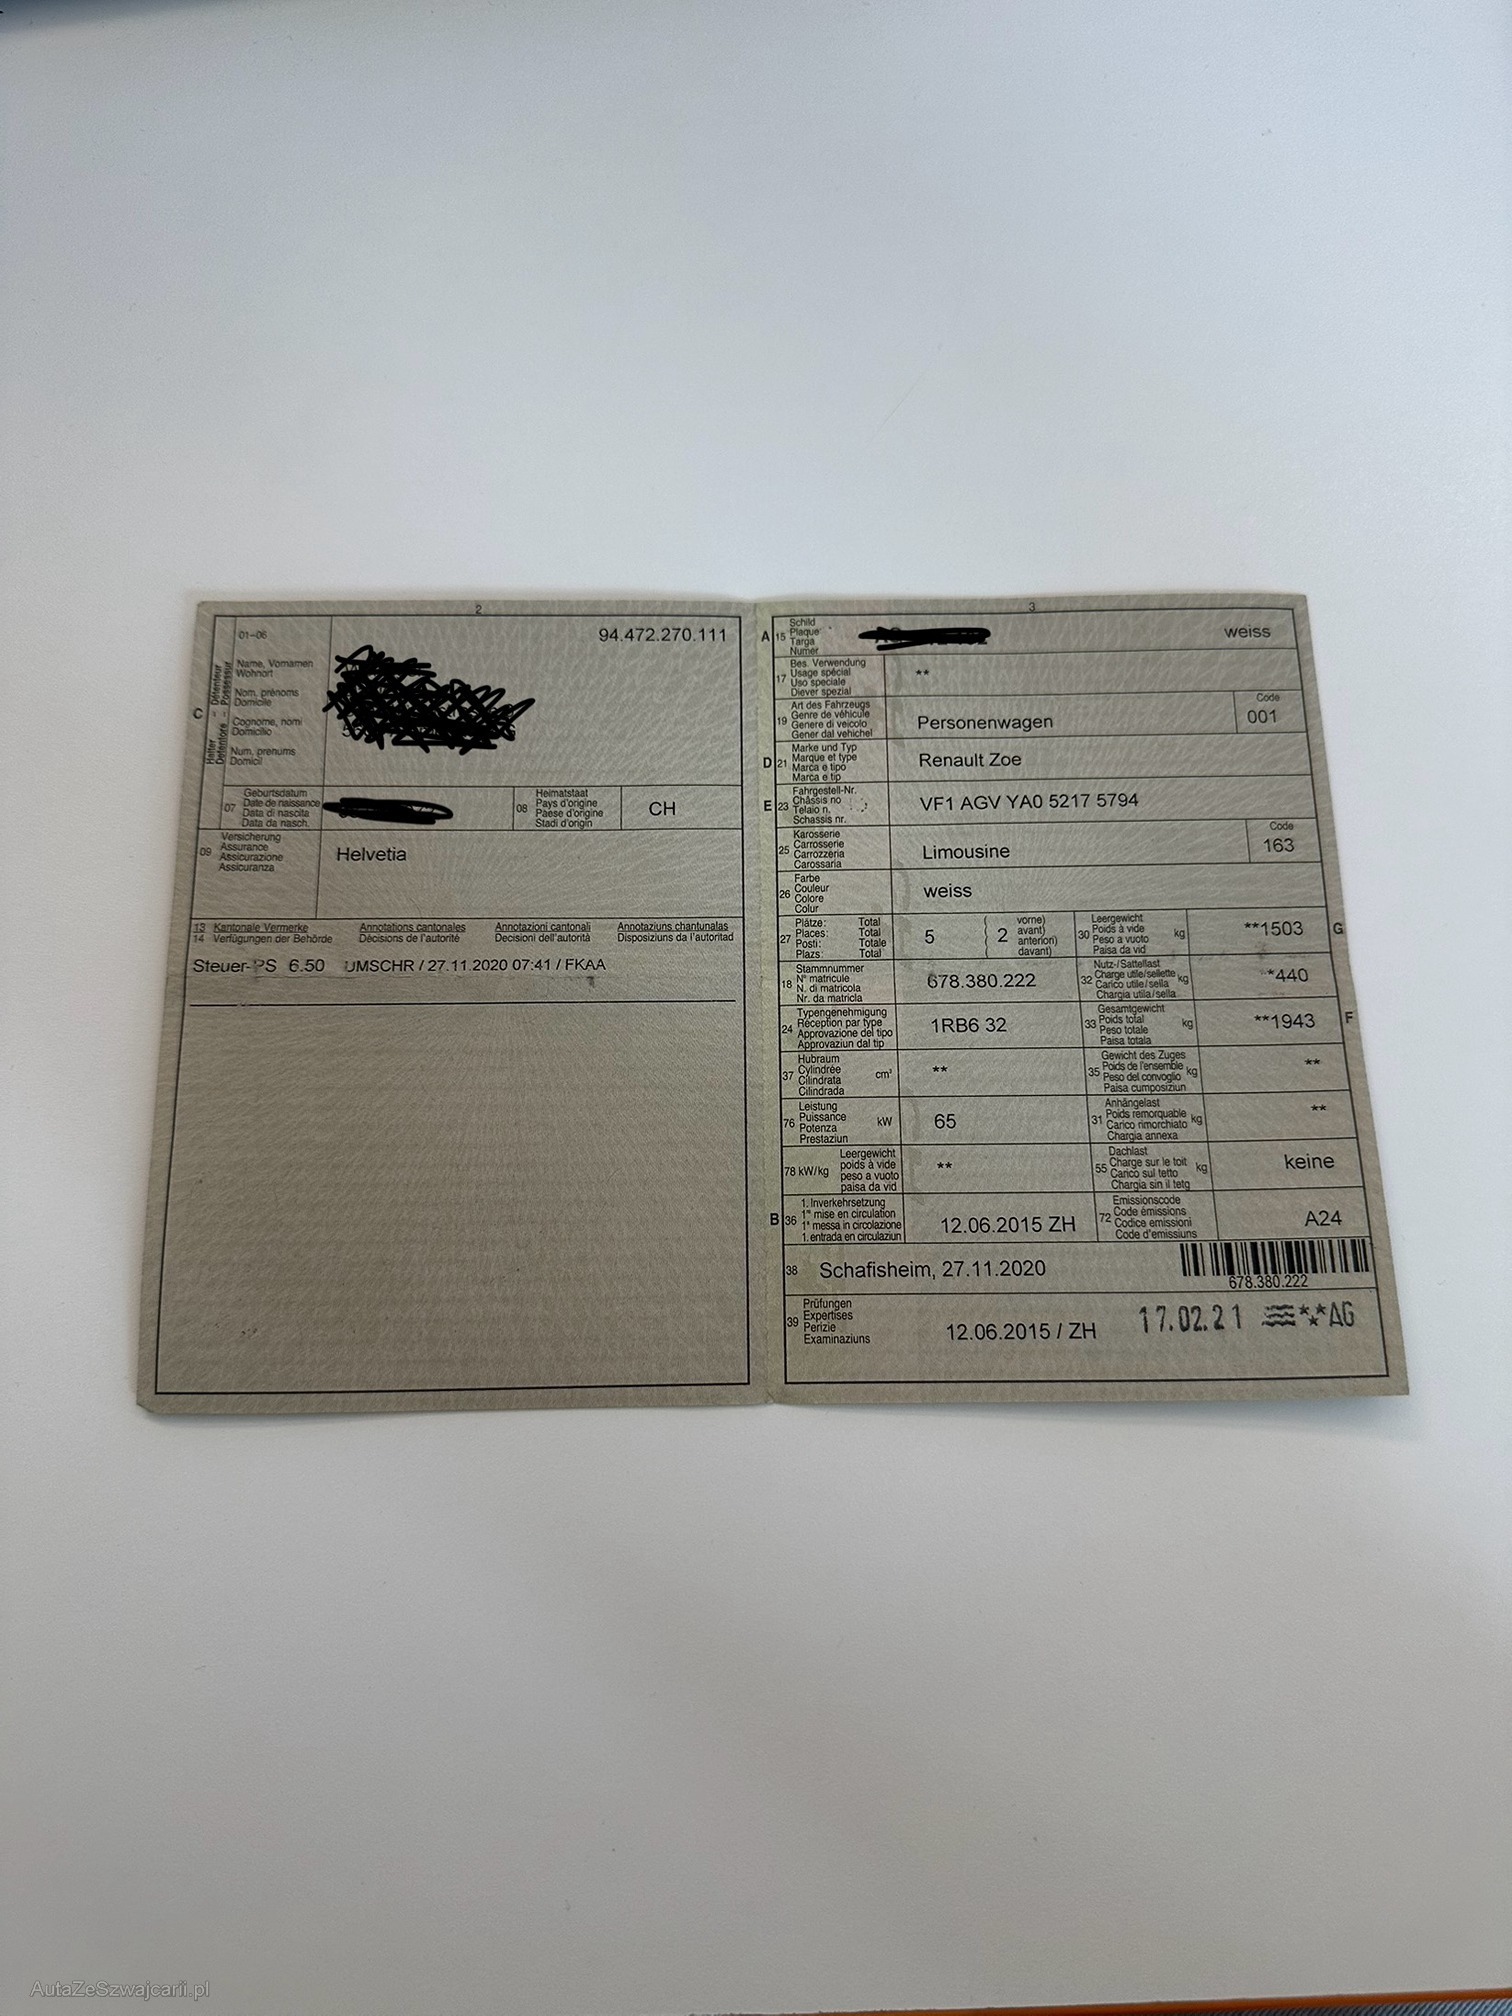 2
01–06
94.472.270.111
C
Halter – Détenteur
Detentore – Possessur
Name, Vornamen
Wohnort
Nom, prénoms
Domicile
Cognome, nomi
Domicilio
Num, prenums
Domicil
07
Geburtsdatum
Date de naissance
Data di nascita
Data da nasch.
08
Heimatstaat
Pays d'origine
Paese d'origine
Stadi d'origin
CH
09
Versicherung
Assurance
Assicurazione
Assicuranza
Helvetia
13 Kantonale Vermerke Annotations cantonales Annotazioni cantonali Annotaziuns chantunalas
14 Verfügungen der Behörde Décisions de l'autorité Decisioni dell'autorità Disposiziuns da l'autoritad
Steuer-PS 6.50 UMSCHR / 27.11.2020 07:41 / FKAA
3
A 15
Schild
Plaque
Targa
Numer
weiss
17
Bes. Verwendung
Usage spécial
Uso speciale
Diever spezial
**
19
Art des Fahrzeugs
Genre de véhicule
Genere di veicolo
Gener dal vehichel
Personenwagen
Code
001
D 21
Marke und Typ
Marque et type
Marca e tipo
Marca e tip
Renault Zoe
E 23
Fahrgestell-Nr.
Châssis no
Telaio n.
Schassis nr.
VF1 AGV YA0 5217 5794
25
Karosserie
Carrosserie
Carrozzeria
Carossaria
Limousine
Code
163
26
Farbe
Couleur
Colore
Colur
weiss
27
Plätze: Total
Places: Total
Posti: Totale
Plazs: Total
5
( 2
vorne)
avant)
anteriori)
davant)
30
Leergewicht
Poids à vide
Peso a vuoto
Paisa da vid
kg
**1503
G
18
Stammnummer
N° matricule
N. di matricola
Nr. da matricla
678.380.222
32
Nutz-/Sattellast
Charge utile/sellette
Carico utile/sella
Chargia utila/sella
kg
*440
24
Typengenehmigung
Réception par type
Approvazione del tipo
Approvaziun dal tip
1RB6 32
33
Gesamtgewicht
Poids total
Peso totale
Paisa totala
kg
**1943
F
37
Hubraum
Cylindrée
Cilindrata
Cilindrada
cm³
**
35
Gewicht des Zuges
Poids de l'ensemble
Peso del convoglio
Paisa cumposiziun
kg
**
76
Leistung
Puissance
Potenza
Prestaziun
kW
65
31
Anhängelast
Poids remorquable
Carico rimorchiato
Chargia annexa
kg
**
78 kW/kg
Leergewicht
poids à vide
peso a vuoto
paisa da vid
**
55
Dachlast
Charge sur le toit
Carico sul tetto
Chargia sin il tetg
kg
keine
B 36
1. Inverkehrsetzung
1re mise en circulation
1a messa in circolazione
1. entrada en circulaziun
12.06.2015 ZH
72
Emissionscode
Code émissions
Codice emissioni
Code d'emissiuns
A24
38
Schafisheim, 27.11.2020
678.380.222
39
Prüfungen
Expertises
Perizie
Examinaziuns
12.06.2015 / ZH
17.02.21 AG
AutaZeSzwajcarii.pl